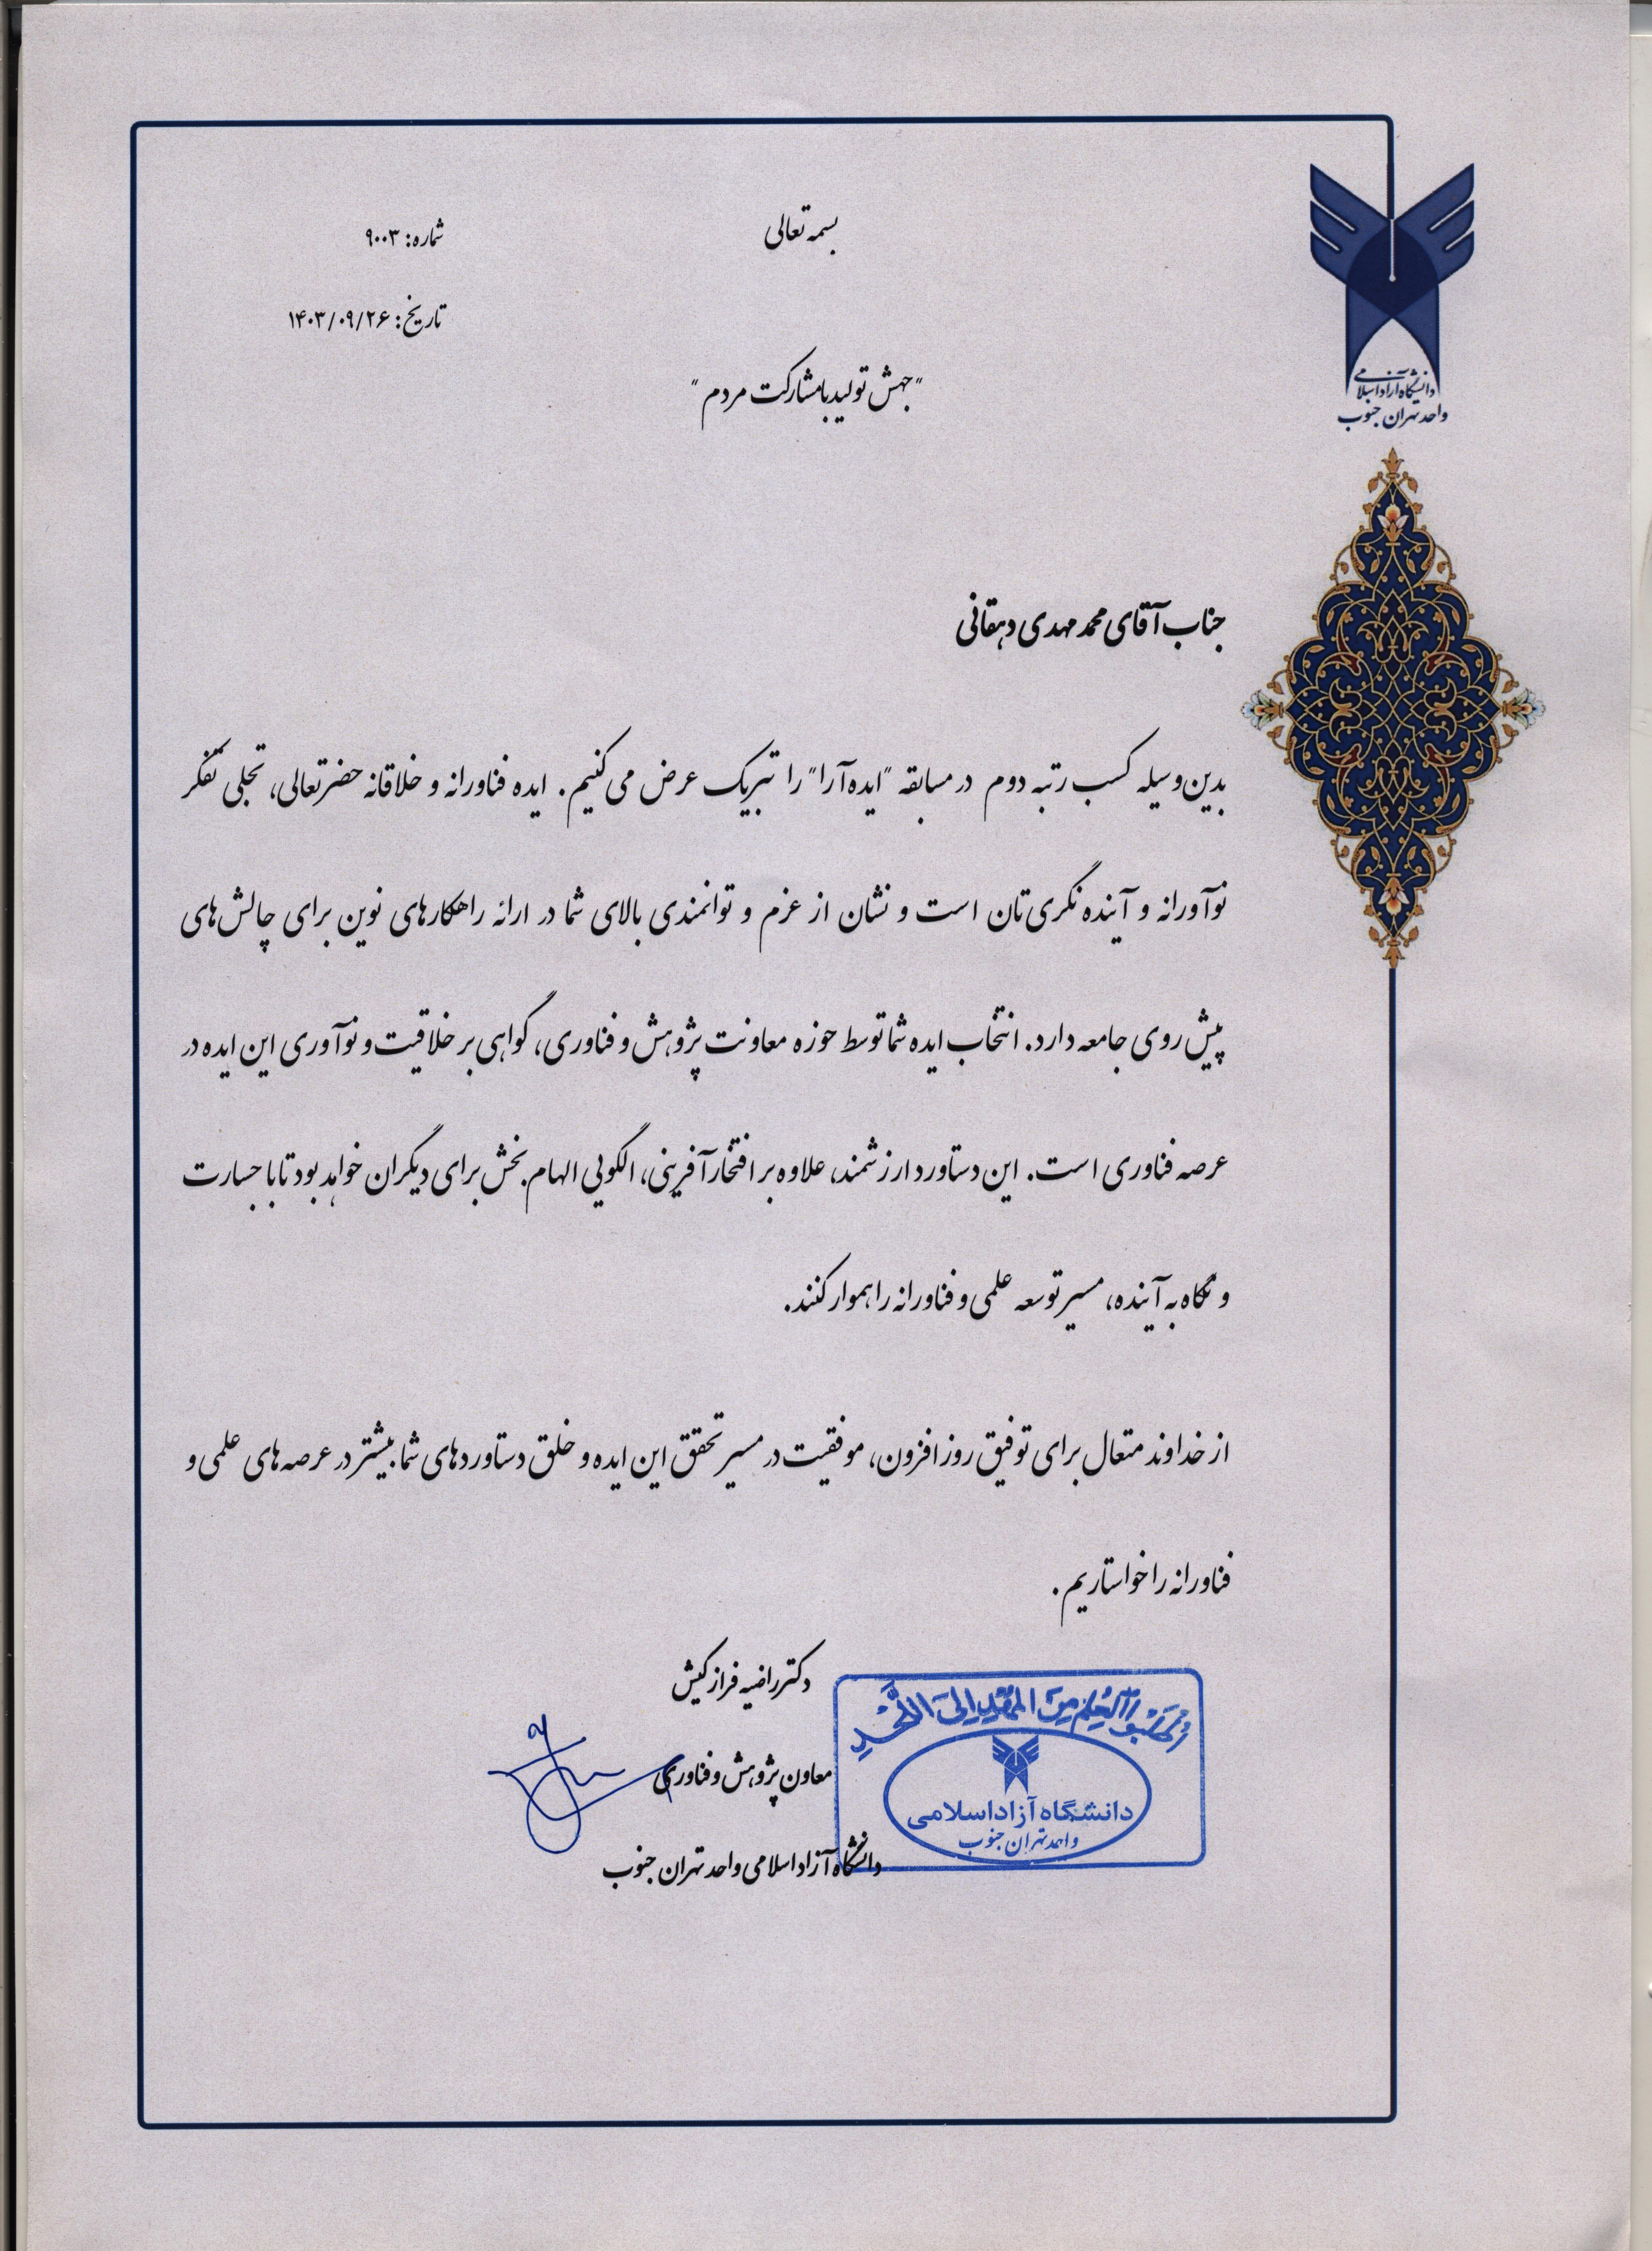 بسمه تعالی
شماره: ۹۰۰۳
تاریخ: ۱۴۰۳/۰۹/۲۶
"جهش تولید با مشارکت مردم"
دانشگاه آزاد اسلامی
واحد تهران جنوب
جناب آقای محمد مهدی دهقانی
بدین‌وسیله کسب رتبه دوم در مسابقه "ایده‌آرا" را تبریک عرض می‌کنیم. ایده فناورانه و خلاقانه حضرتعالی، تجلی تفکر
نوآورانه و آینده‌نگری‌تان است و نشان از عزم و توانمندی بالای شما در ارائه راهکارهای نوین برای چالش‌های
پیش‌روی جامعه دارد. انتخاب ایده شما توسط حوزه معاونت پژوهش و فناوری، گواهی بر خلاقیت و نوآوری این ایده در
عرصه فناوری است. این دستاورد ارزشمند، علاوه بر افتخارآفرینی، الگویی الهام‌بخش برای دیگران خواهد بود تا با جسارت
و نگاه به آینده، مسیر توسعه علمی و فناورانه را هموار کنند.
از خداوند متعال برای توفیق روزافزون، موفقیت در مسیر تحقق این ایده و خلق دستاوردهای شما بیشتر در عرصه‌های علمی و
فناورانه را خواستاریم.
دکتر راضیه فرازکیش
معاون پژوهش و فناوری
دانشگاه آزاد اسلامی واحد تهران جنوب
دانشگاه آزاد اسلامی
واحد تهران جنوب